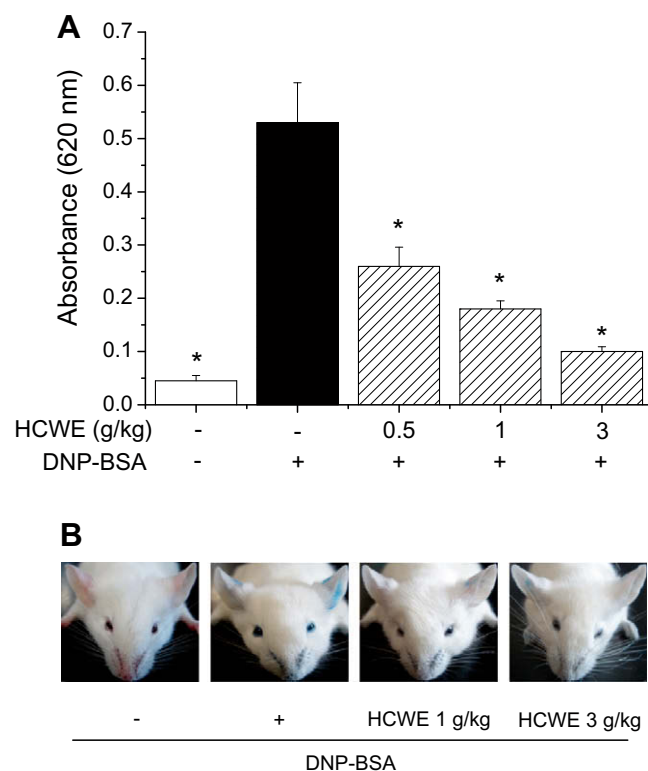 A
Absorbance (620 nm)
0.7
0.6
0.5
0.4
0.3
0.2
0.1
0.0
*
*
*
*
HCWE (g/kg) - - 0.5 1 3
DNP-BSA - + + + +
B
- + HCWE 1 g/kg HCWE 3 g/kg
DNP-BSA